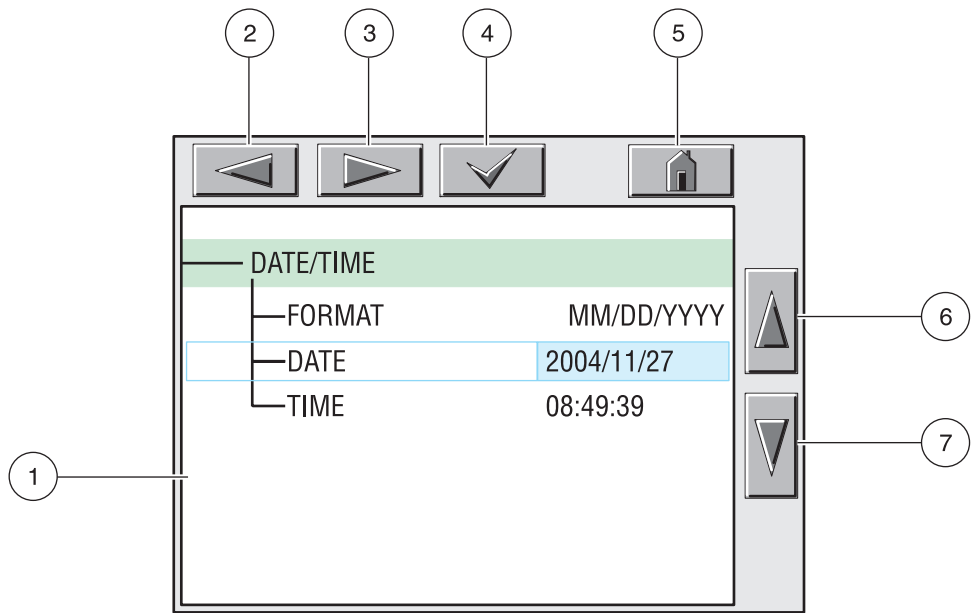 2 3 4 5
DATE/TIME
FORMAT MM/DD/YYYY
6
DATE 2004/11/27
TIME 08:49:39
7
1